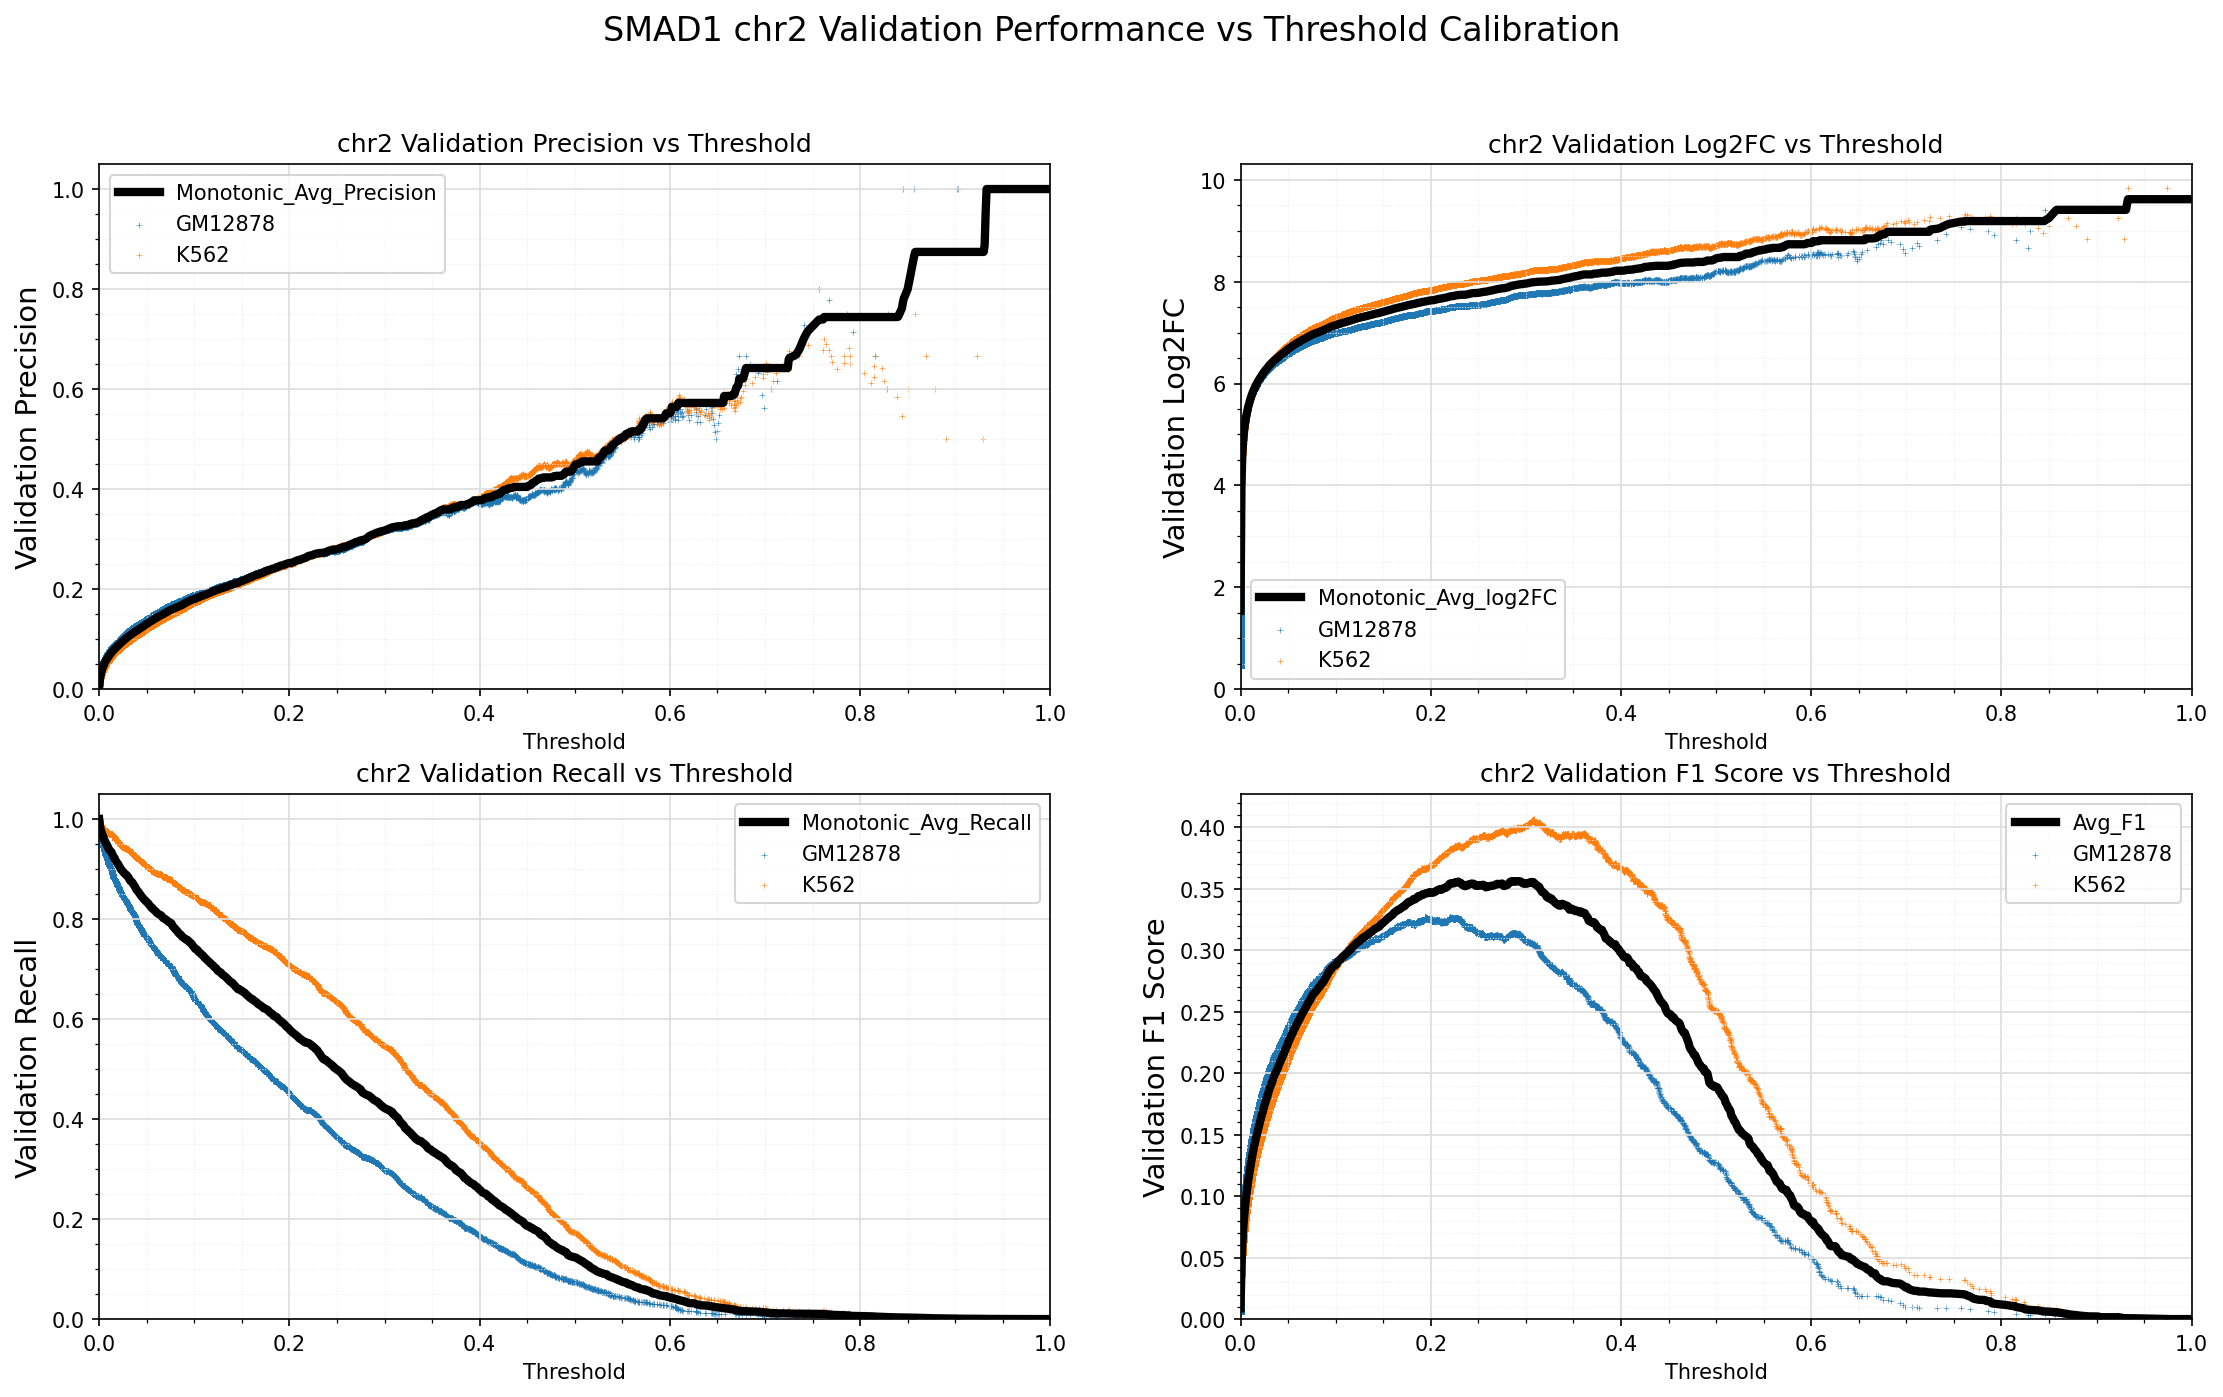 SMAD1 chr2 Validation Performance vs Threshold Calibration
chr2 Validation Precision vs Threshold
Validation Precision
1.0
0.8
0.6
0.4
0.2
0.0
Monotonic_Avg_Precision
GM12878
K562
0.0 0.2 0.4 0.6 0.8 1.0
Threshold
chr2 Validation Log2FC vs Threshold
Validation Log2FC
10
8
6
4
2
0
Monotonic_Avg_log2FC
GM12878
K562
0.0 0.2 0.4 0.6 0.8 1.0
Threshold
chr2 Validation Recall vs Threshold
Validation Recall
1.0
0.8
0.6
0.4
0.2
0.0
Monotonic_Avg_Recall
GM12878
K562
0.0 0.2 0.4 0.6 0.8 1.0
Threshold
chr2 Validation F1 Score vs Threshold
Validation F1 Score
0.40
0.35
0.30
0.25
0.20
0.15
0.10
0.05
0.00
Avg_F1
GM12878
K562
0.0 0.2 0.4 0.6 0.8 1.0
Threshold